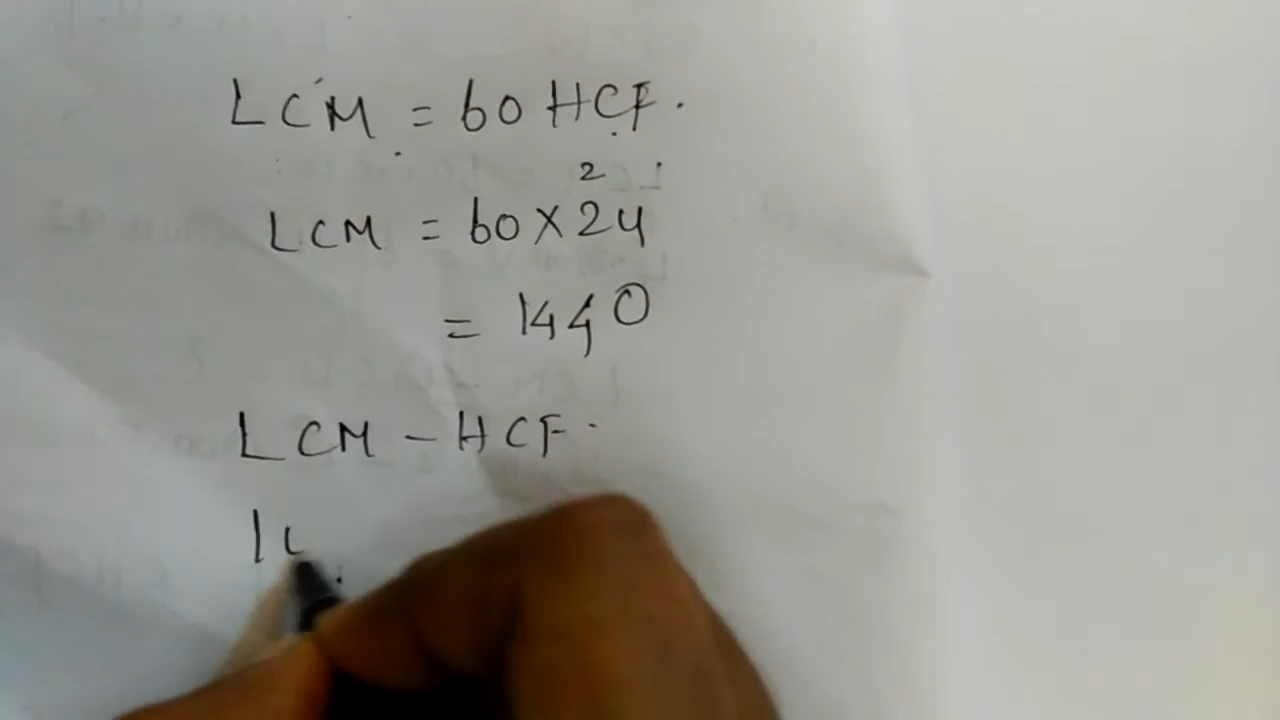 LCM = 60 HCF.
2
LCM = 60 × 24
= 1440
LCM - HCF.